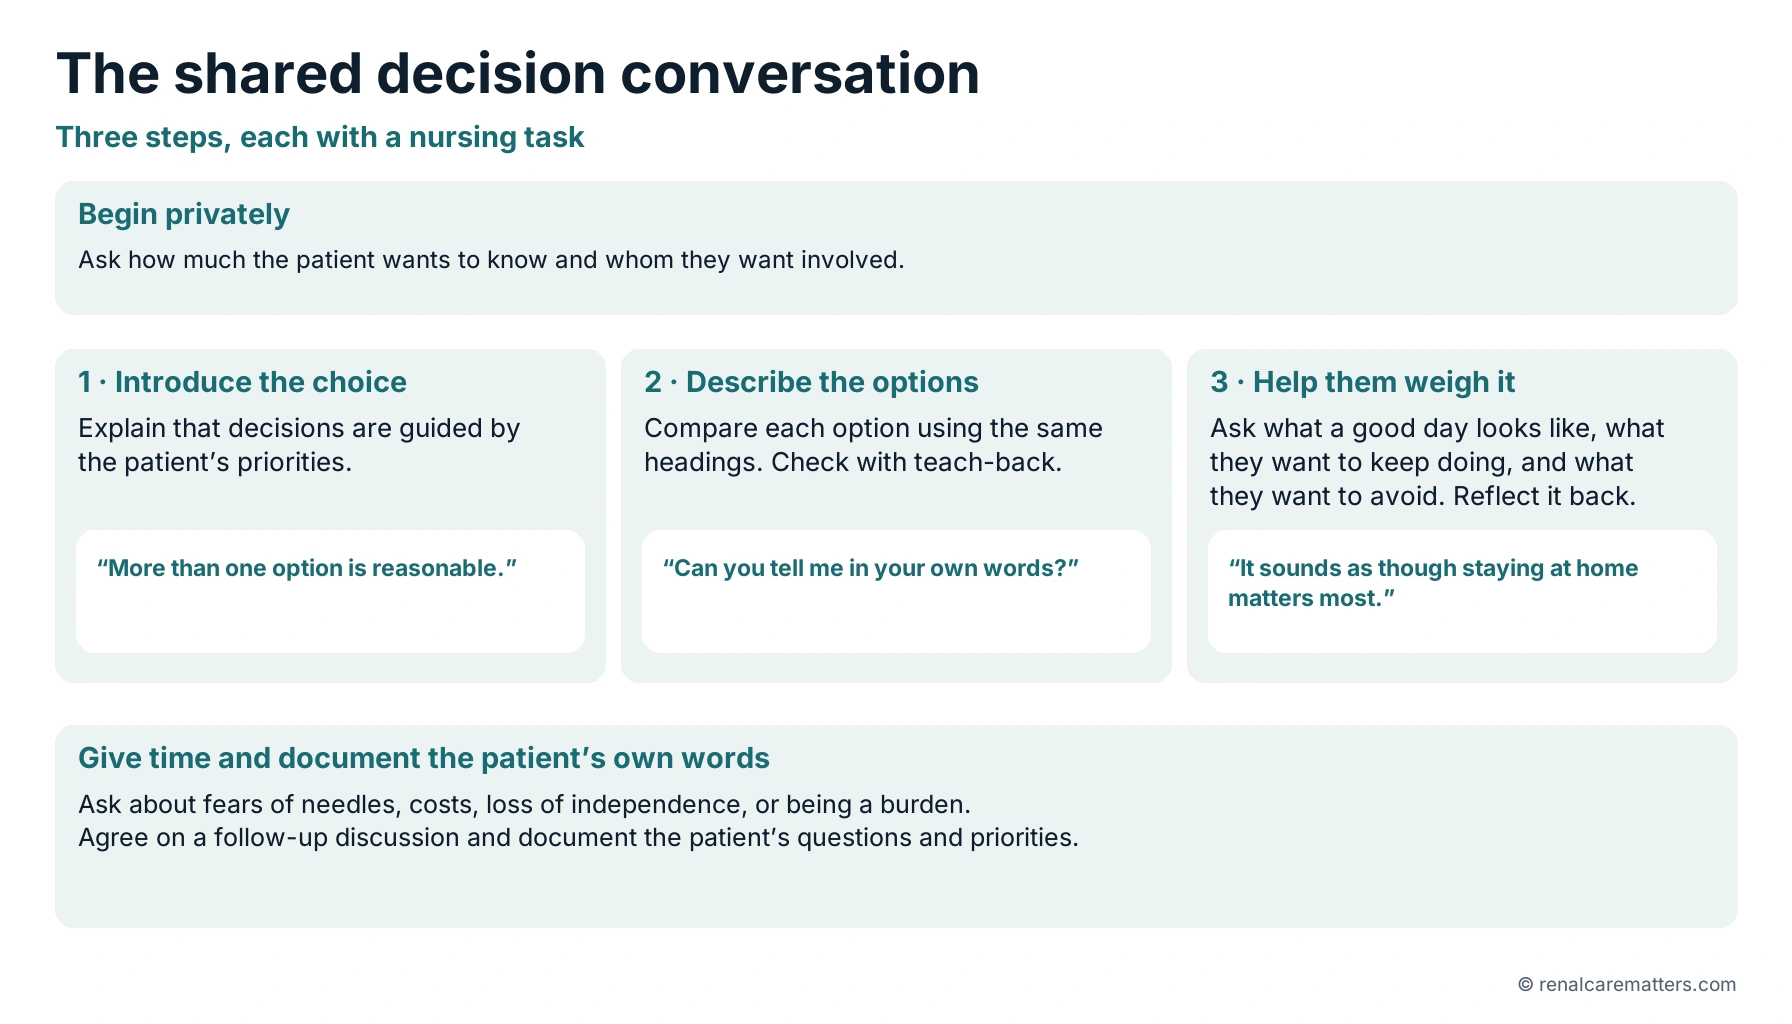 The shared decision conversation
Three steps, each with a nursing task
Begin privately
Ask how much the patient wants to know and whom they want involved.
1 · Introduce the choice
Explain that decisions are guided by
the patient’s priorities.
“More than one option is reasonable.”
2 · Describe the options
Compare each option using the same
headings. Check with teach-back.
“Can you tell me in your own words?”
3 · Help them weigh it
Ask what a good day looks like, what
they want to keep doing, and what
they want to avoid. Reflect it back.
“It sounds as though staying at home
matters most.”
Give time and document the patient’s own words
Ask about fears of needles, costs, loss of independence, or being a burden.
Agree on a follow-up discussion and document the patient’s questions and priorities.
© renalcarematters.com